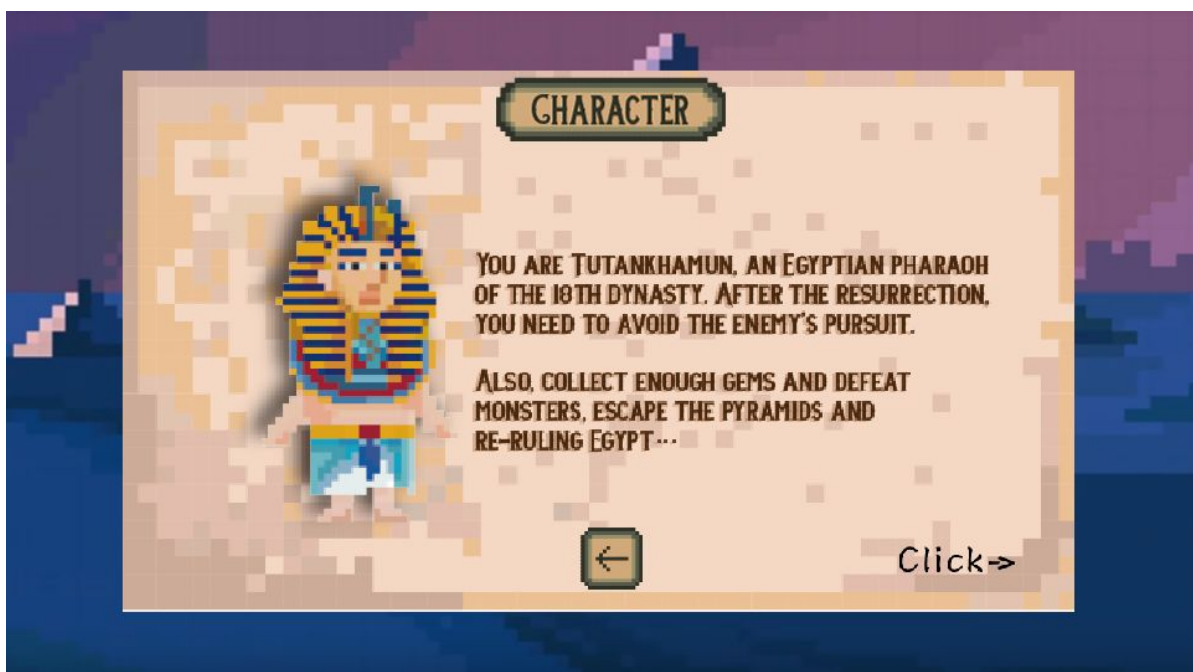 CHARACTER
YOU ARE TUTANKHAMUN, AN EGYPTIAN PHARAOH
OF THE 18TH DYNASTY. AFTER THE RESURRECTION,
YOU NEED TO AVOID THE ENEMY'S PURSUIT.
ALSO, COLLECT ENOUGH GEMS AND DEFEAT
MONSTERS, ESCAPE THE PYRAMIDS AND
RE-RULING EGYPT...
Click->